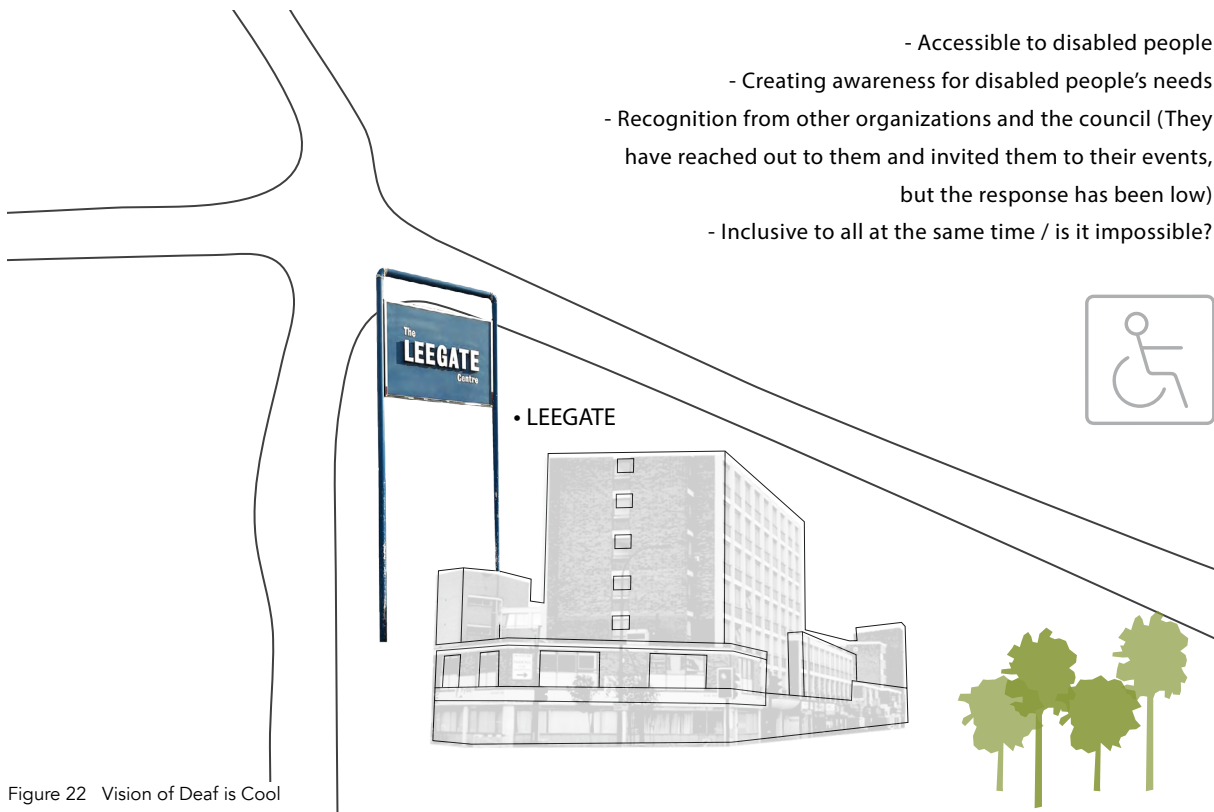 - Accessible to disabled people
- Creating awareness for disabled people's needs
- Recognition from other organizations and the council (They
have reached out to them and invited them to their events,
but the response has been low)
- Inclusive to all at the same time / is it impossible?
The
LEEGATE
Centre
• LEEGATE
Figure 22 Vision of Deaf is Cool